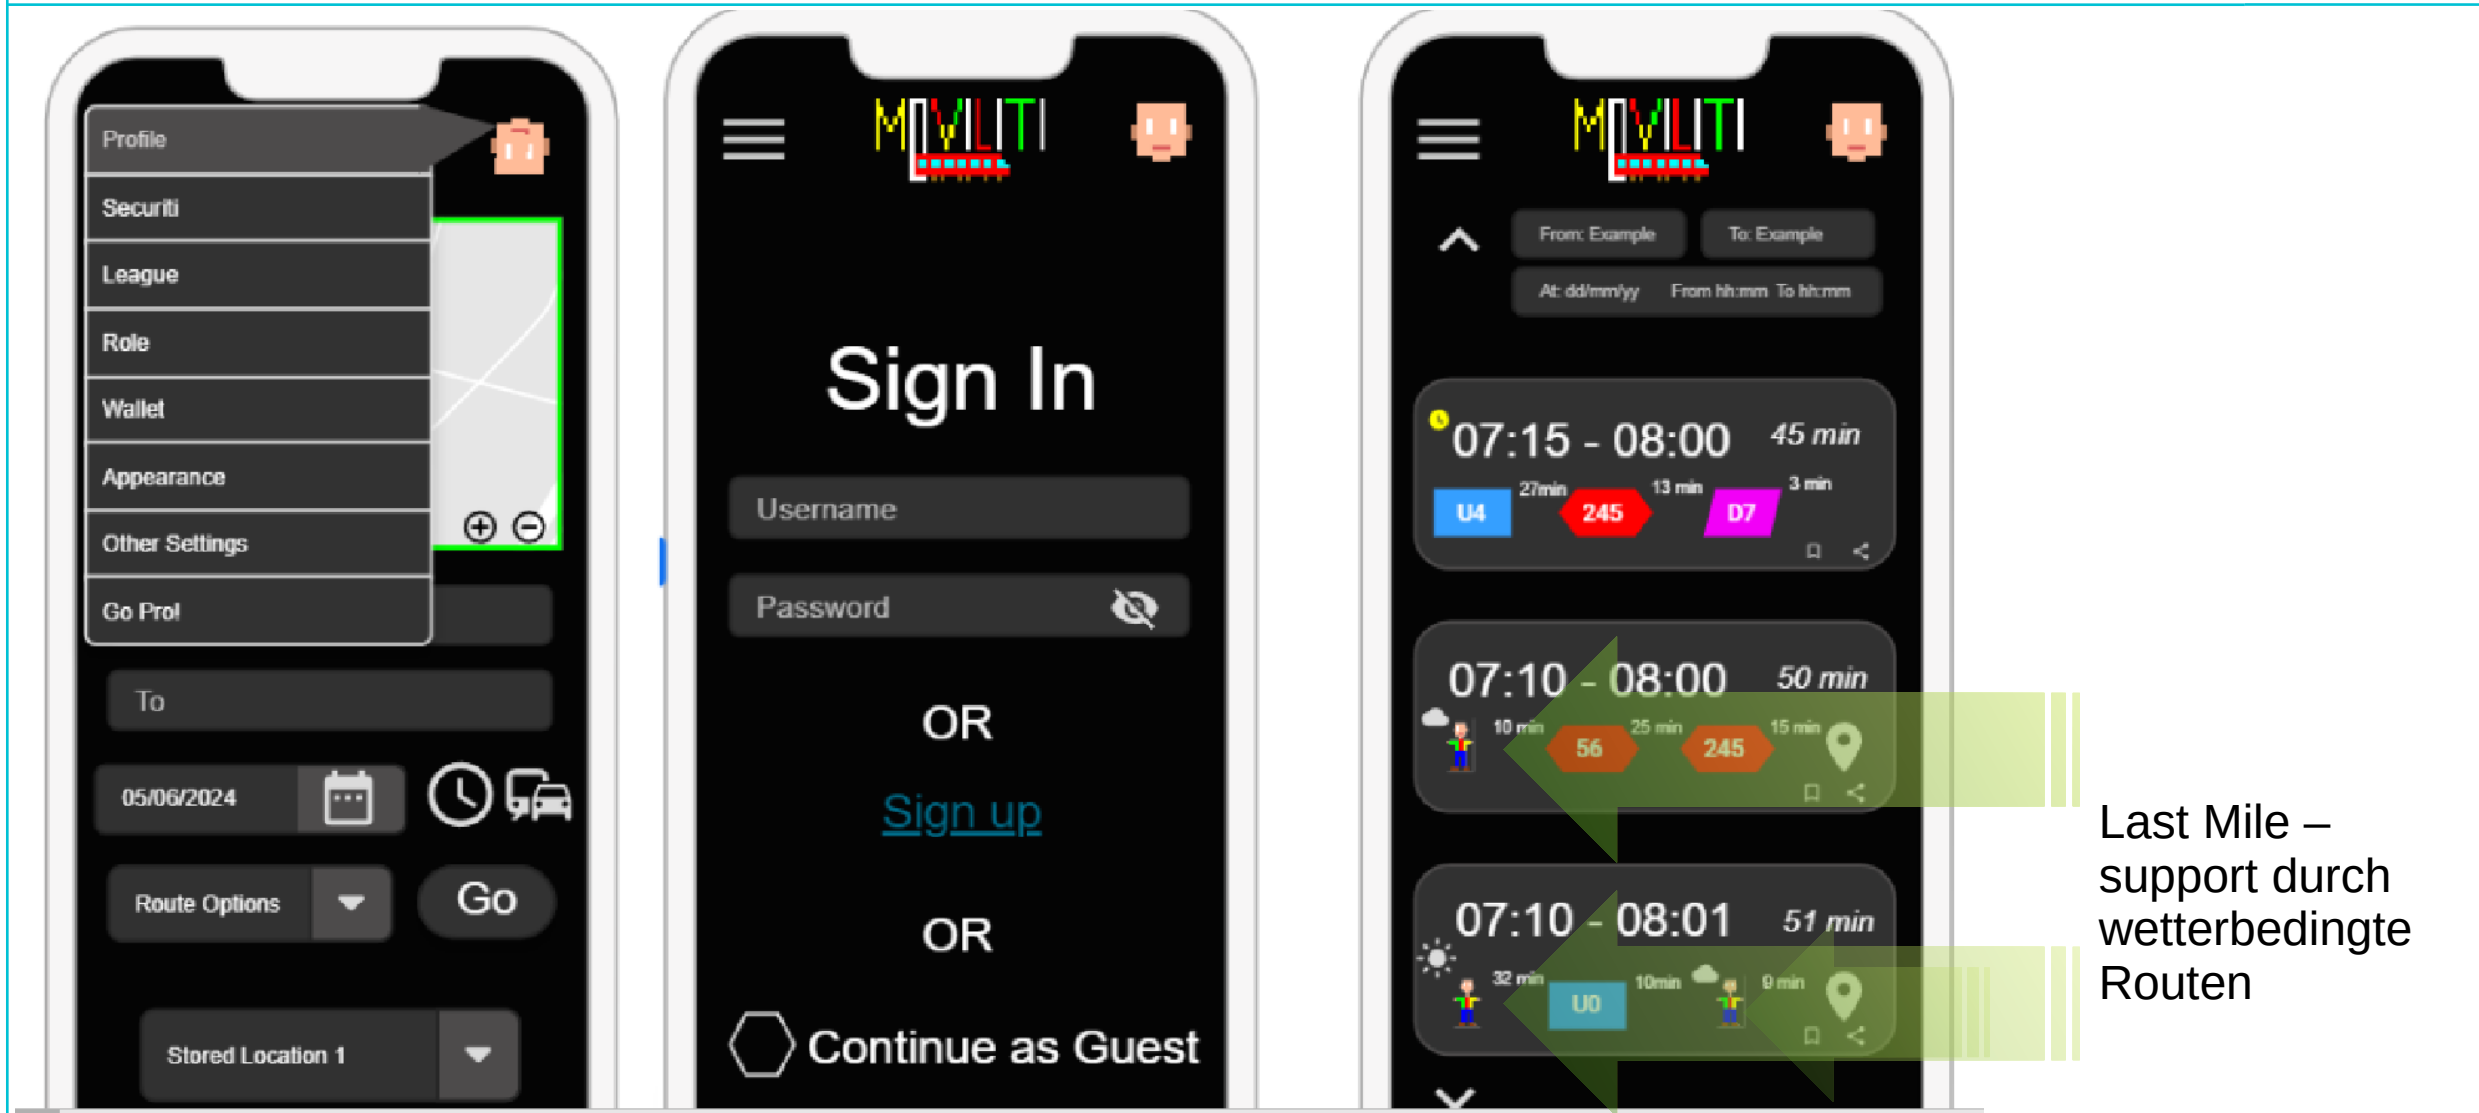 Profile
Securiti
League
Role
Wallet
Appearance
Other Settings
Go Pro!
To
05/06/2024
Route Options
Go
Stored Location 1
MOVILITI
Sign In
Username
Password
OR
Sign up
OR
Continue as Guest
MOVILITI
From: Example To: Example
At: dd/mm/yy From hh:mm To hh:mm
07:15 - 08:00 45 min
U4 27min 245 13 min D7 3 min
07:10 - 08:00 50 min
10 min 56 25 min 245 15 min
07:10 - 08:01 51 min
32 min U0 10min 9 min
Last Mile –
support durch
wetterbedingte
Routen